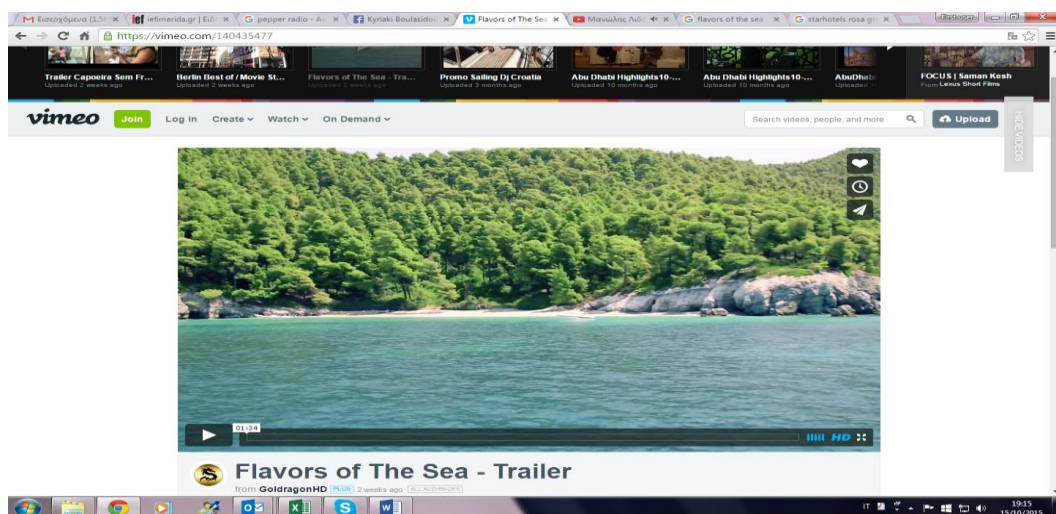 Εισερχόμενα (1.5
iefimerida.gr | Ειδ
pepper radio - Αν
Kyriaki Boulasidou
Flavors of The Sea
Μανώλης Λιδ
flavors of the sea
starhotels rosa gr
https://vimeo.com/140435477
Trailer Capoeira Sem Fr...
Uploaded 2 weeks ago
Berlin Best of / Movie St...
Uploaded 2 weeks ago
Flavors of The Sea - Tra...
Uploaded 2 weeks ago
Promo Sailing Dj Croatia
Uploaded 3 months ago
Abu Dhabi Highlights10-...
Uploaded 10 months ago
Abu Dhabi Highlights10-...
Uploaded 10 months ago
AbuDhabi
Uploaded
FOCUS | Saman Kesh
From Lexus Short Films
vimeo
Join
Log in
Create
Watch
On Demand
Search videos, people, and more
Upload
HIDE VIDEOS
01:34
HD
Flavors of The Sea - Trailer
from GoldragonHD PLUS 2 weeks ago ALL AUDIENCES
IT
19:15
15/10/2015